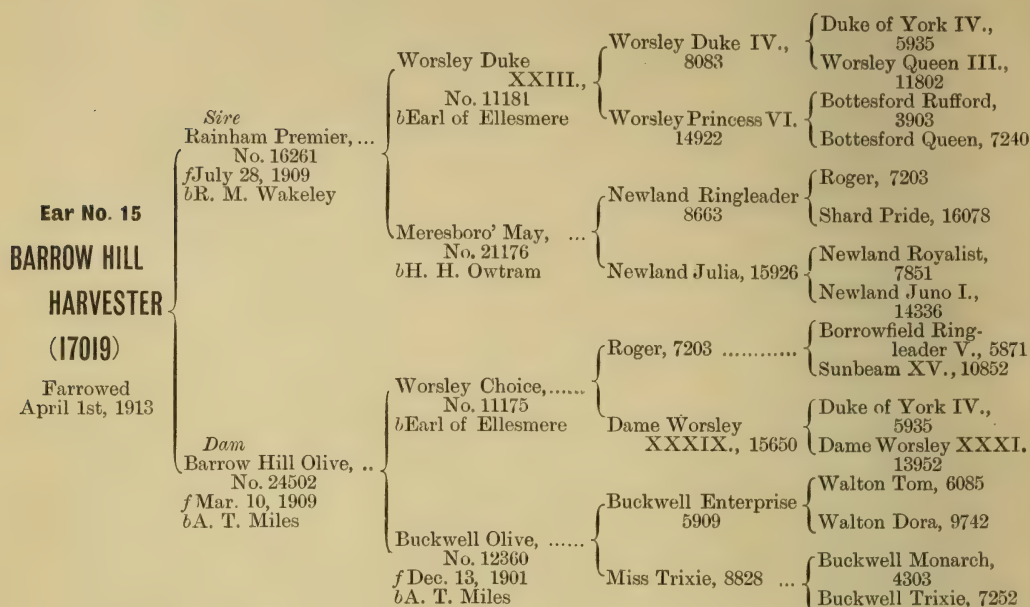 Ear No. 15
BARROW HILL
HARVESTER
(17019)
Farrowed
April 1st, 1913
Sire
Rainham Premier, ...
No. 16261
fJuly 28, 1909
bR. M. Wakeley
Dam
Barrow Hill Olive, ..
No. 24502
f Mar. 10, 1909
bA. T. Miles
Worsley Duke
XXIII.,
No. 11181
bEarl of Ellesmere
Meresboro' May, ...
No. 21176
bH. H. Owtram
Worsley Choice,......
No. 11175
bEarl of Ellesmere
Buckwell Olive, ......
No. 12360
f Dec. 13, 1901
bA. T. Miles
Worsley Duke IV.,
8083
Worsley Princess VI.
14922
Newland Ringleader
8663
Newland Julia, 15926
Roger, 7203 ............
Dame Worsley
XXXIX., 15650
Buckwell Enterprise
5909
Miss Trixie, 8828 ...
Duke of York IV.,
5935
Worsley Queen III.,
11802
Bottesford Rufford,
3903
Bottesford Queen, 7240
Roger, 7203
Shard Pride, 16078
Newland Royalist,
7851
Newland Juno I.,
14336
Borrowfield Ring-
leader V., 5871
Sunbeam XV., 10852
Duke of York IV.,
5935
Dame Worsley XXXI.
13952
Walton Tom, 6085
Walton Dora, 9742
Buckwell Monarch,
4303
Buckwell Trixie, 7252